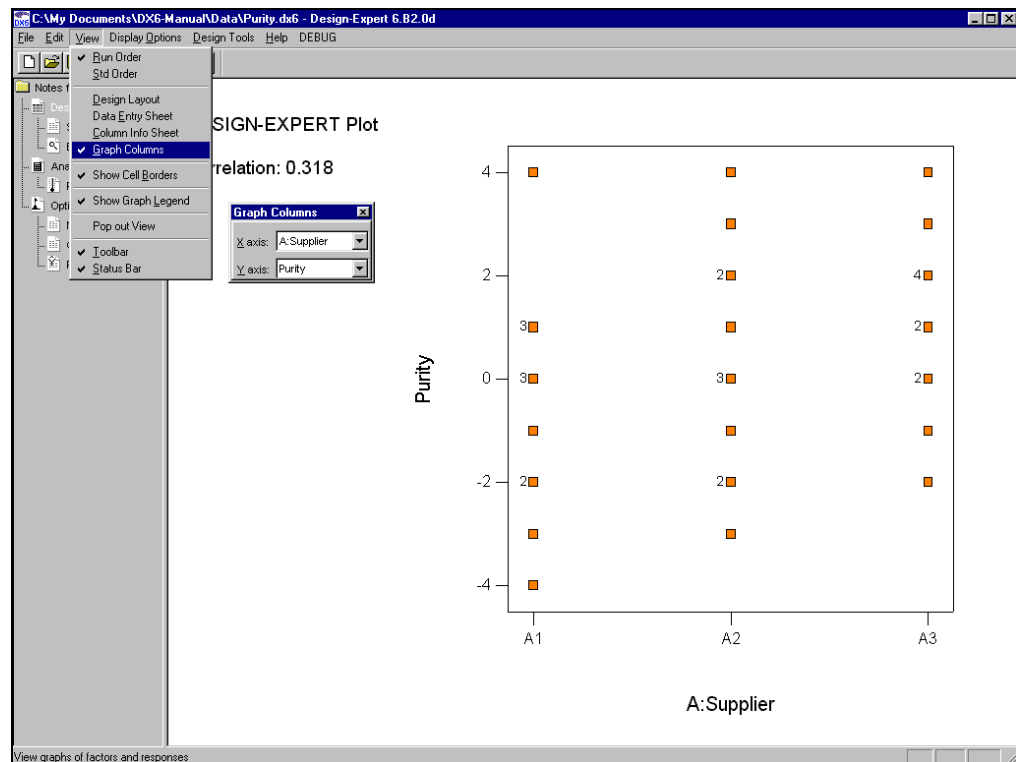 C:\My Documents\DX6-Manual\Data\Purity.dx6 - Design-Expert 6.B2.0d
File Edit View Display Options Design Tools Help DEBUG
Run Order
Std Order
Design Layout
Data Entry Sheet
Column Info Sheet
Graph Columns
Show Cell Borders
Show Graph Legend
Pop out View
Toolbar
Status Bar
Notes f
Des
Ana
Opti
SIGN-EXPERT Plot
rrelation: 0.318
Graph Columns
X axis: A:Supplier
Y axis: Purity
Purity
4
2 2 4
3 2
0 3 3 2
-2 2 2
-4
A1 A2 A3
A:Supplier
View graphs of factors and responses